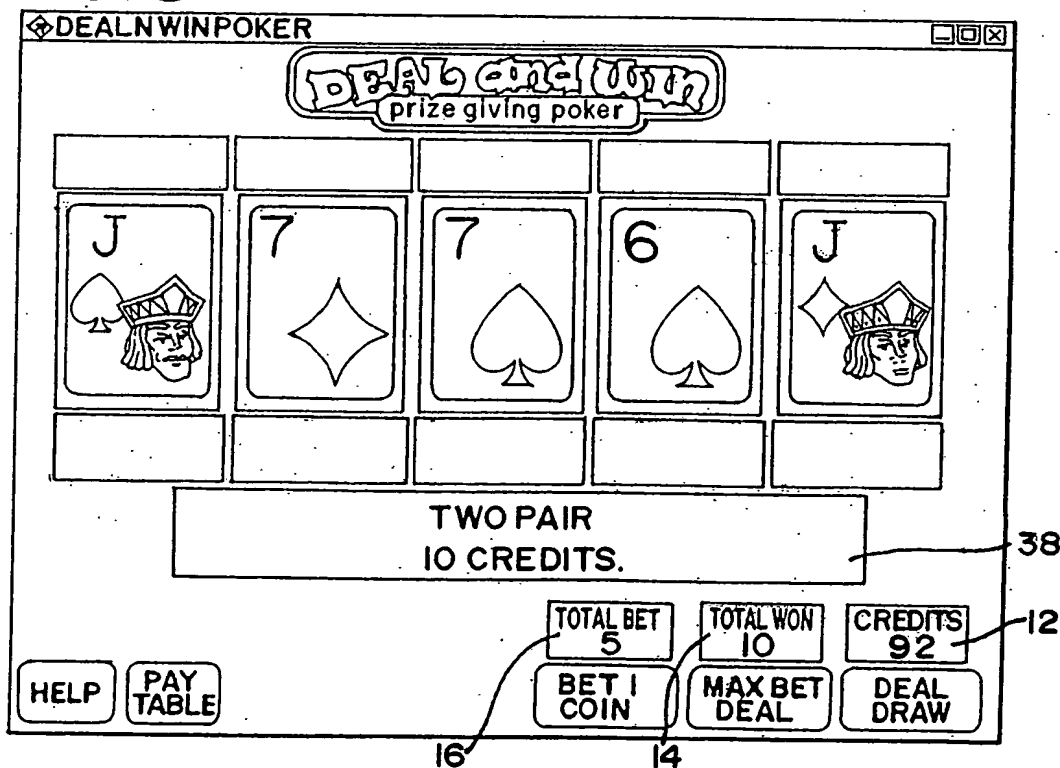 DEALNWINPOKER
DEAL and WIN
prize giving poker
J 7 7 6 J
TWO PAIR
10 CREDITS.
38
TOTAL BET TOTAL WON CREDITS
5 10 92
12
HELP PAY TABLE BET 1 COIN MAX BET DEAL DEAL DRAW
16 14